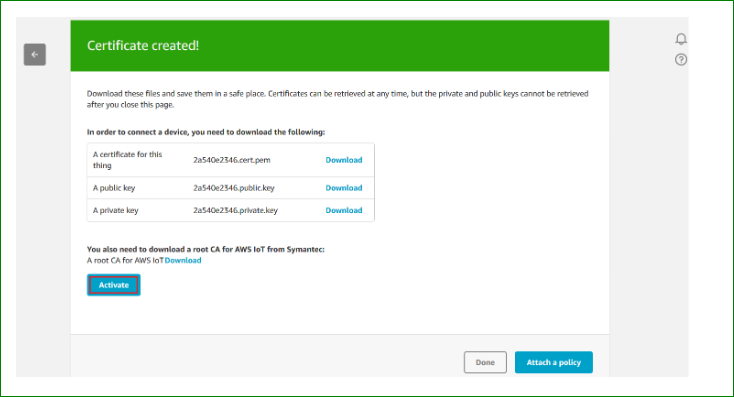 Certificate created!
Download these files and save them in a safe place. Certificates can be retrieved at any time, but the private and public keys cannot be retrieved
after you close this page.
In order to connect a device, you need to download the following:
A certificate for this
thing
2a540e2346.cert.pem
Download
A public key
2a540e2346.public.key
Download
A private key
2a540e2346.private.key
Download
You also need to download a root CA for AWS IoT from Symantec:
A root CA for AWS IoTDownload
Activate
Done
Attach a policy